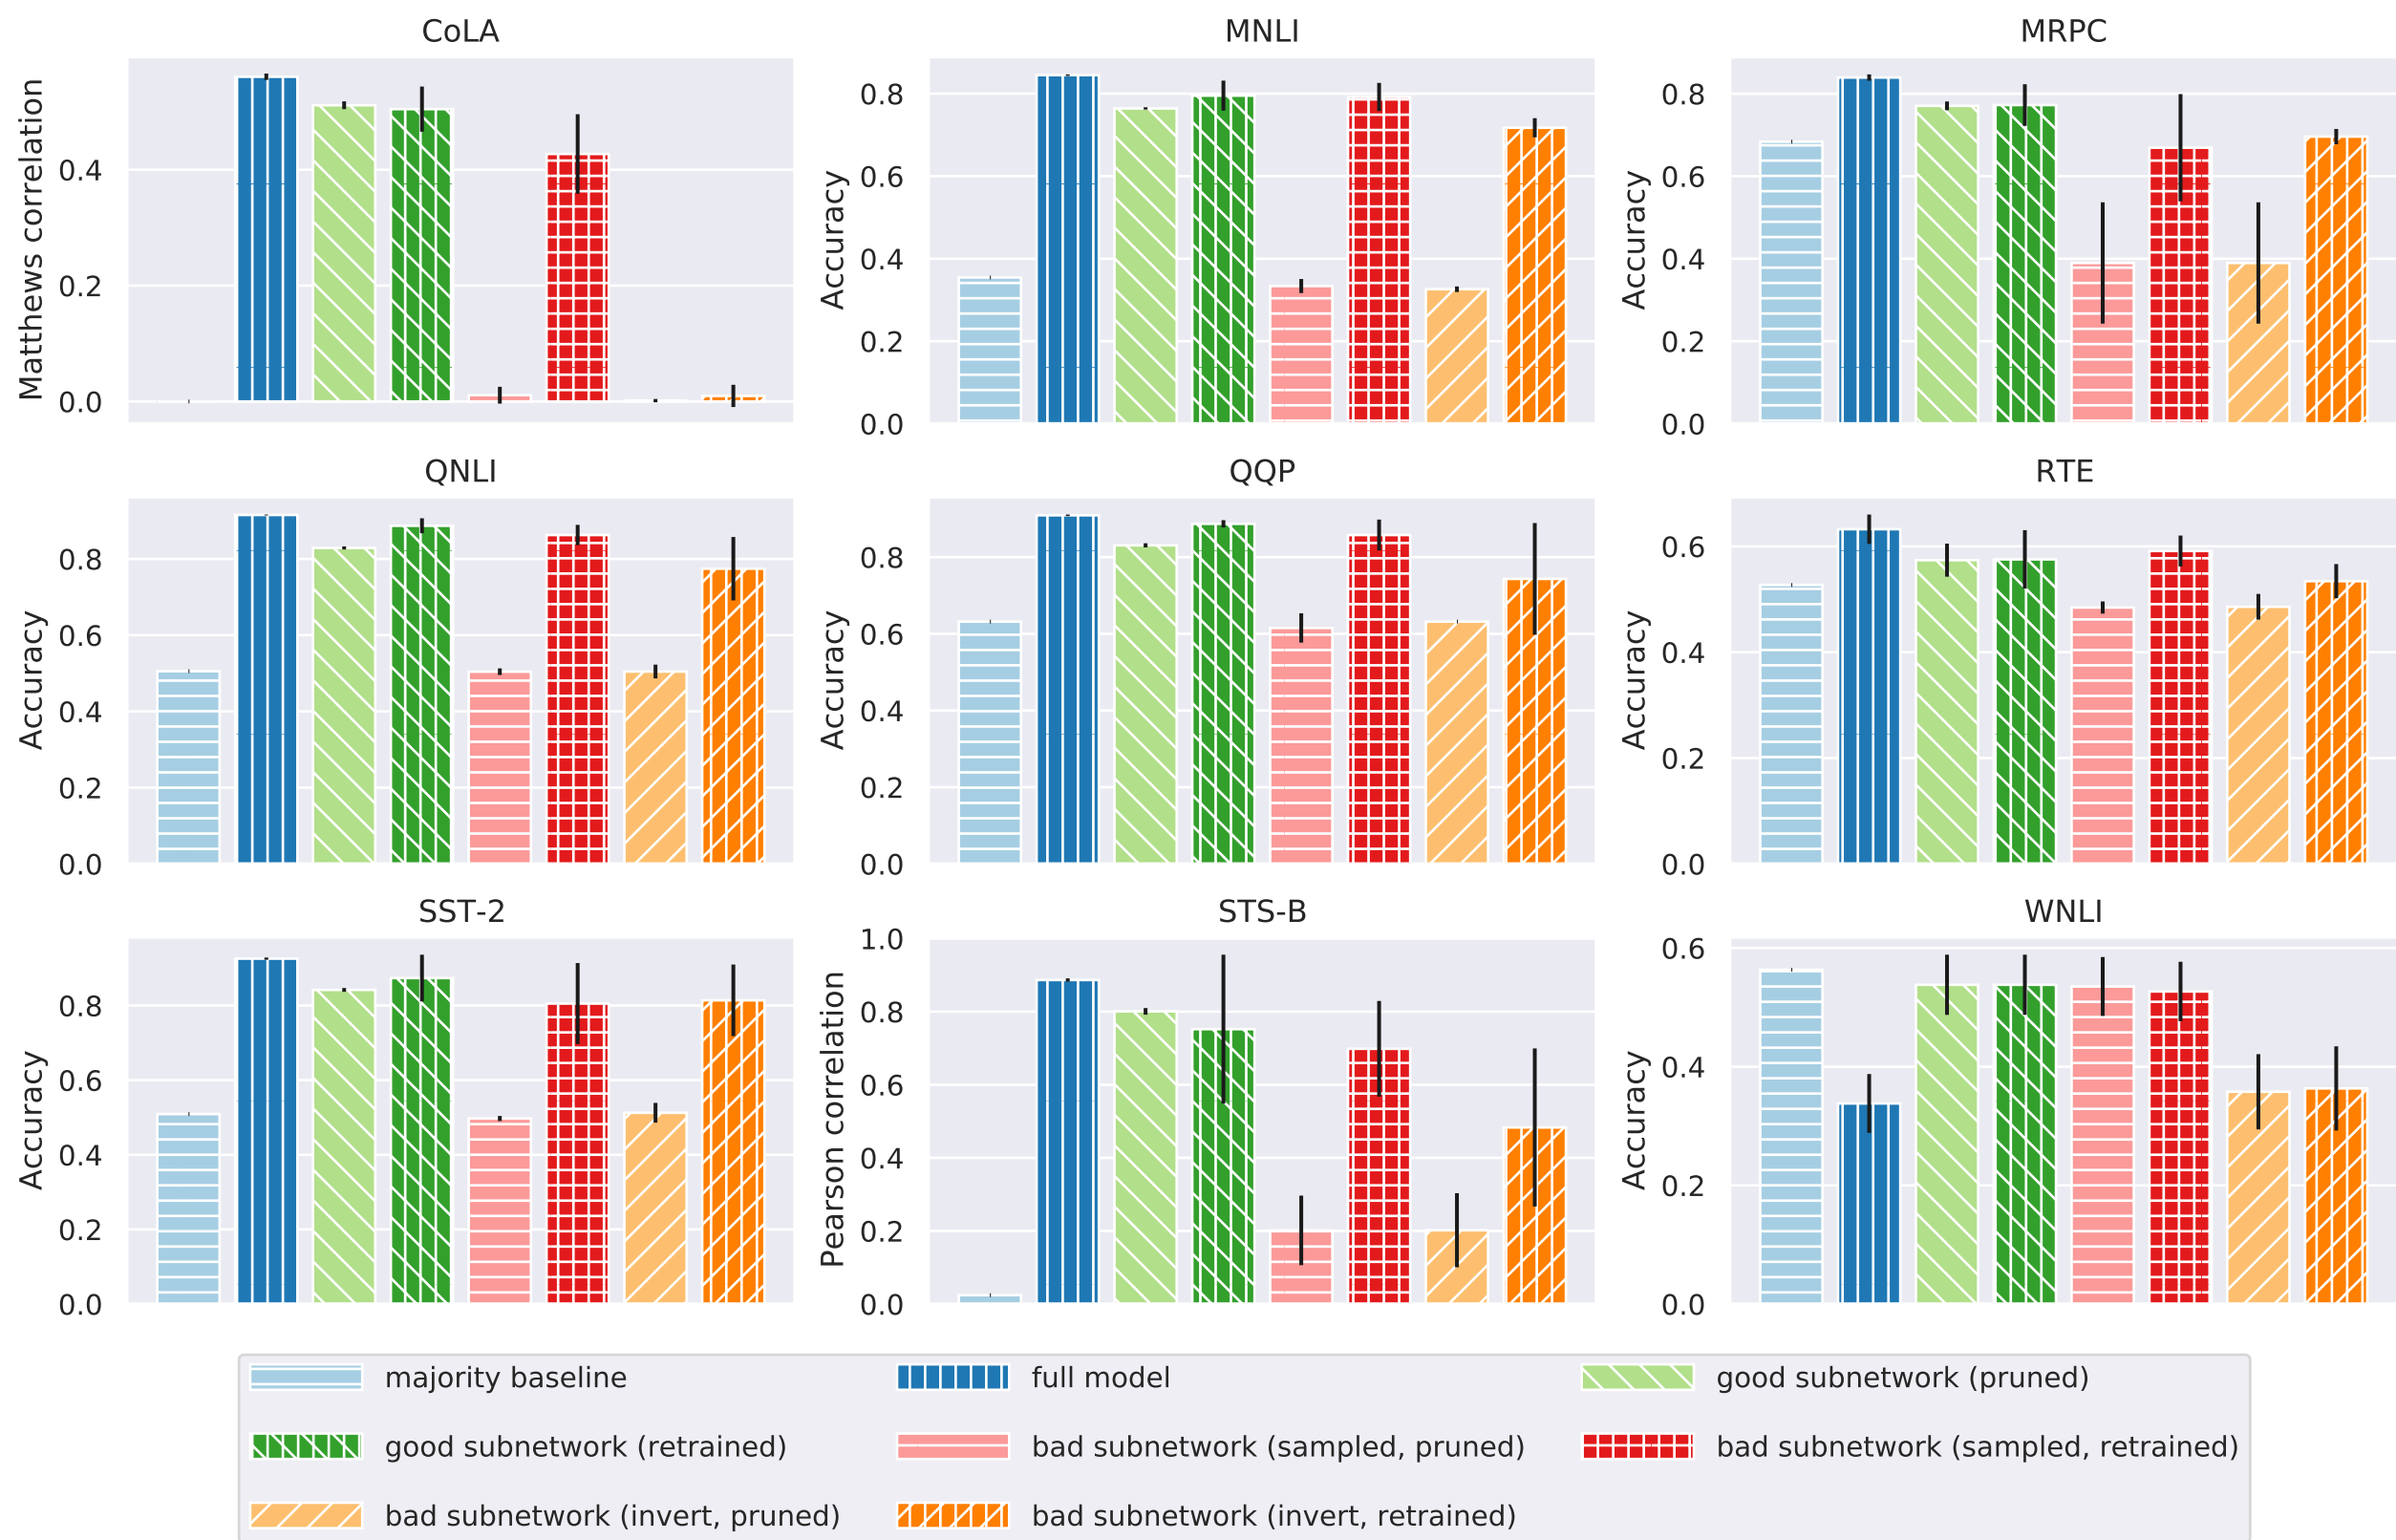 CoLA
MNLI
MRPC
Matthews correlation
0.4
0.2
0.0
Accuracy
0.8
0.6
0.4
0.2
0.0
Accuracy
0.8
0.6
0.4
0.2
0.0
QNLI
QQP
RTE
Accuracy
0.8
0.6
0.4
0.2
0.0
Accuracy
0.8
0.6
0.4
0.2
0.0
Accuracy
0.6
0.4
0.2
0.0
SST-2
STS-B
WNLI
Accuracy
0.8
0.6
0.4
0.2
0.0
Pearson correlation
1.0
0.8
0.6
0.4
0.2
0.0
Accuracy
0.6
0.4
0.2
0.0
majority baseline
full model
good subnetwork (pruned)
good subnetwork (retrained)
bad subnetwork (sampled, pruned)
bad subnetwork (sampled, retrained)
bad subnetwork (invert, pruned)
bad subnetwork (invert, retrained)